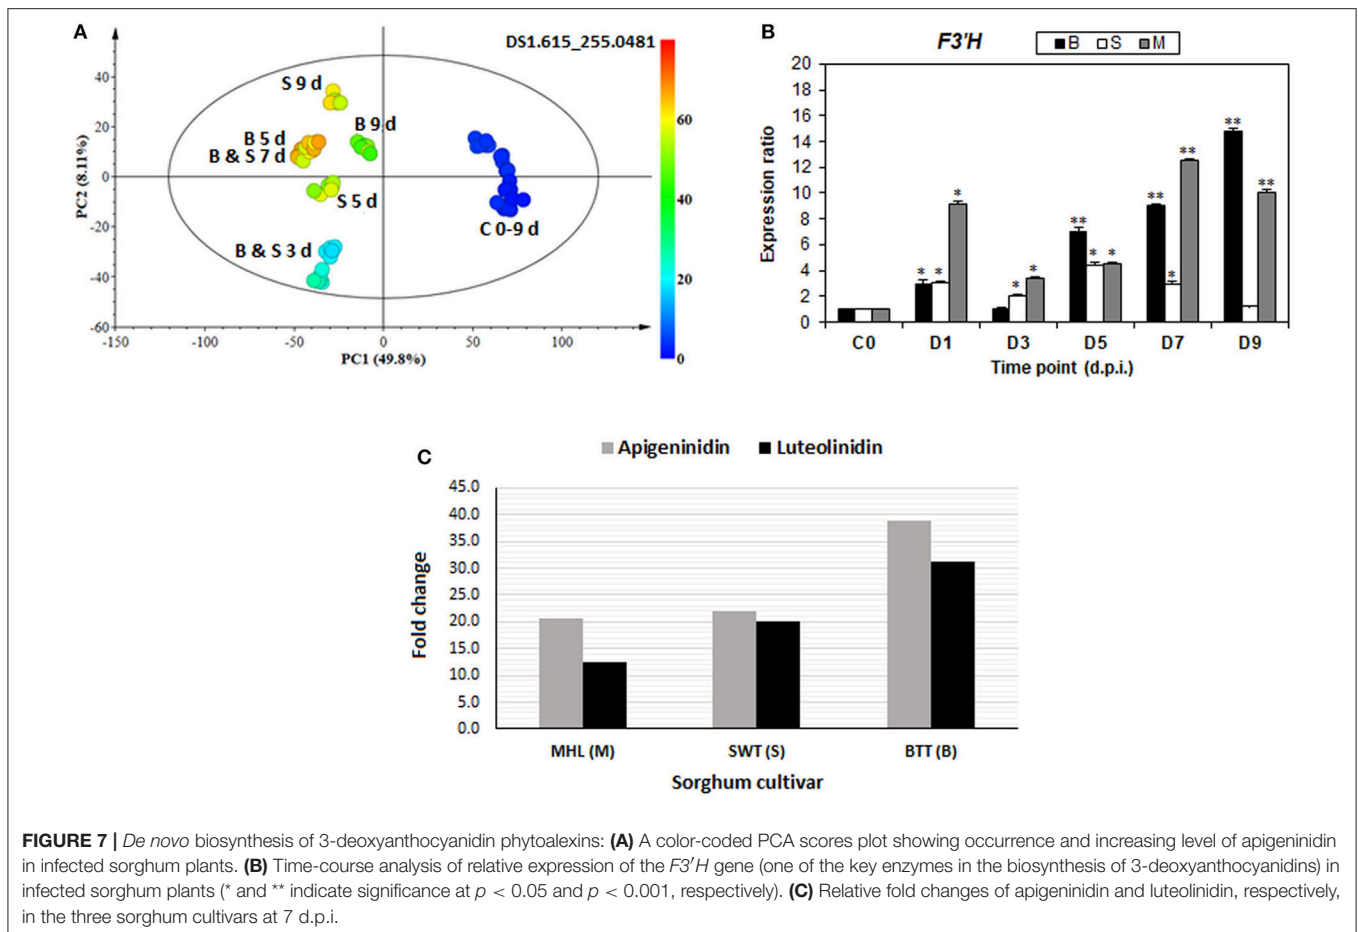 A
DS1.615_255.0481
S 9 d
B 9 d
B 5 d
B & S 7 d
S 5 d
B & S 3 d
C 0-9 d
PC2 (8.11%)
40
20
0
-20
-40
-60
-150
-100
-50
0
50
100
PC1 (49.8%)
60
40
20
0
B
F3'H
B S M
Expression ratio
20
18
16
14
12
10
8
6
4
2
0
* * * * * ** * * ** * ** ** **
C0 D1 D3 D5 D7 D9
Time point (d.p.i.)
C
Apigeninidin Luteolinidin
Fold change
45.0
40.0
35.0
30.0
25.0
20.0
15.0
10.0
5.0
0.0
MHL (M) SWT (S) BTT (B)
Sorghum cultivar
FIGURE 7 | De novo biosynthesis of 3-deoxyanthocyanidin phytoalexins: (A) A color-coded PCA scores plot showing occurrence and increasing level of apigeninidin
in infected sorghum plants. (B) Time-course analysis of relative expression of the F3′H gene (one of the key enzymes in the biosynthesis of 3-deoxyanthocyanidins) in
infected sorghum plants (* and ** indicate significance at p < 0.05 and p < 0.001, respectively). (C) Relative fold changes of apigeninidin and luteolinidin, respectively,
in the three sorghum cultivars at 7 d.p.i.